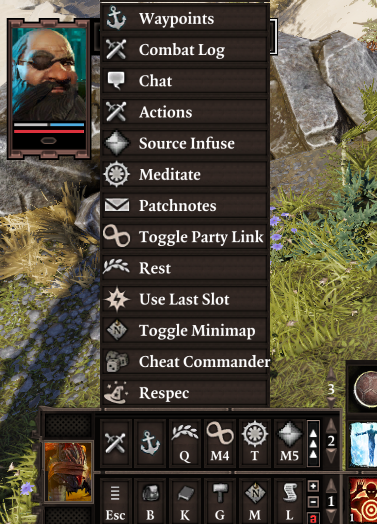 Waypoints
Combat Log
Chat
Actions
Source Infuse
Meditate
Patchnotes
Toggle Party Link
Rest
Use Last Slot
Toggle Minimap
Cheat Commander
Respec
3
2
Q M4 T M5
1
Esc B K G M L
a
1